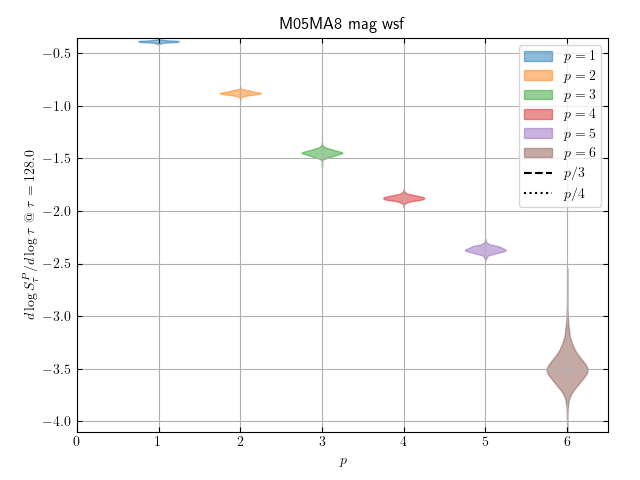 M05MA8 mag wsf
−0.5
−1.0
−1.5
−2.0
−2.5
−3.0
−3.5
−4.0
d log S_τ^P / d log τ @ τ = 128.0
0 1 2 3 4 5 6
p
p = 1
p = 2
p = 3
p = 4
p = 5
p = 6
p/3
p/4